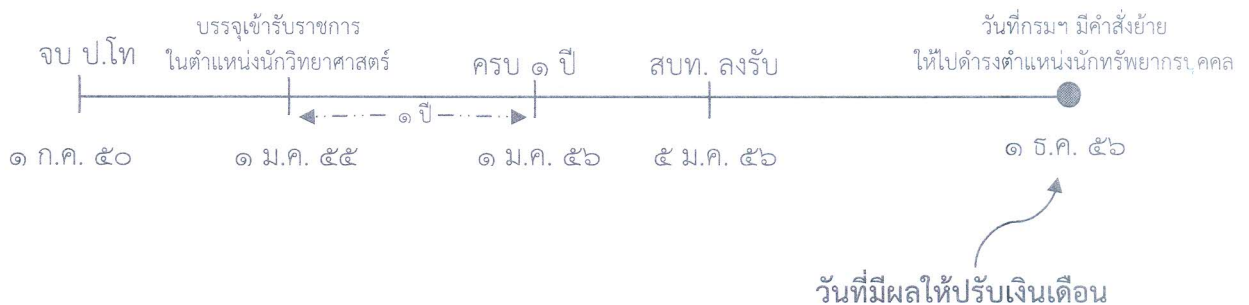 จบ ป.โท
บรรจุเข้ารับราชการ
ในตำแหน่งนักวิทยาศาสตร์
ครบ ๑ ปี
สบท. ลงรับ
วันที่กรมฯ มีคำสั่งย้าย
ให้ไปดำรงตำแหน่งนักทรัพยากรบุคคล
๑ ปี
๑ ก.ค. ๕๐
๑ ม.ค. ๕๕
๑ ม.ค. ๕๖
๕ ม.ค. ๕๖
๑ ธ.ค. ๕๖
วันที่มีผลให้ปรับเงินเดือน